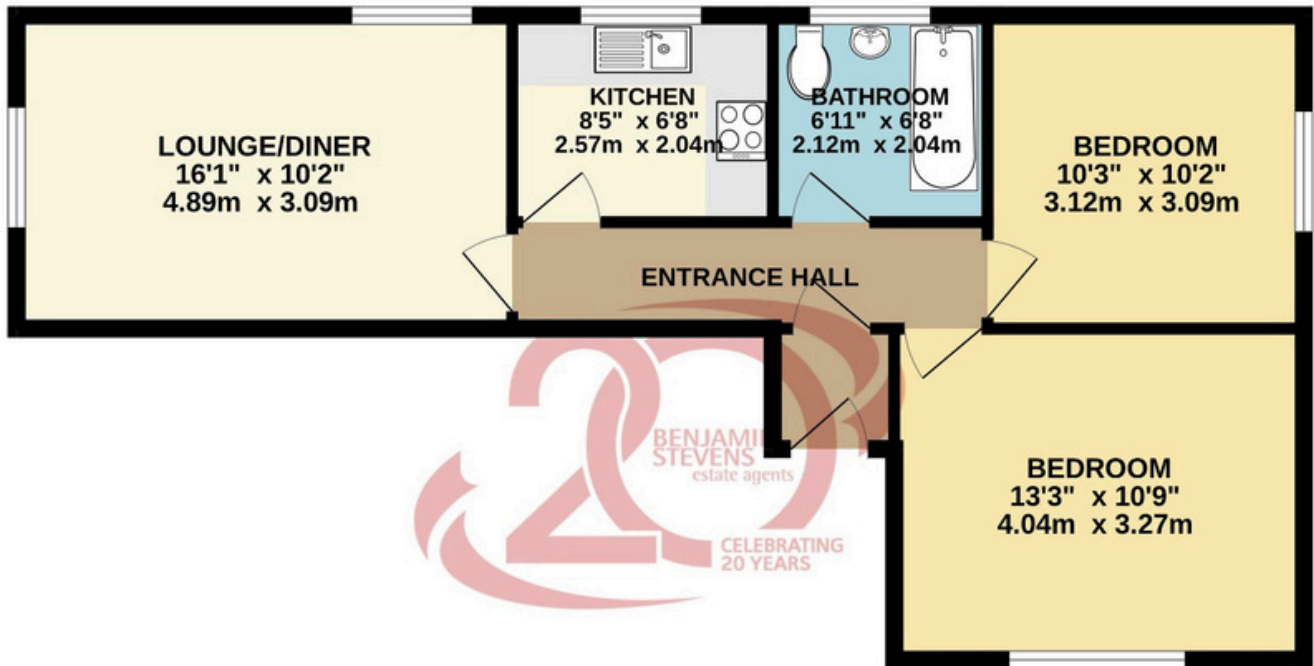 LOUNGE/DINER
16'1" x 10'2"
4.89m x 3.09m
KITCHEN
8'5" x 6'8"
2.57m x 2.04m
BATHROOM
6'11" x 6'8"
2.12m x 2.04m
BEDROOM
10'3" x 10'2"
3.12m x 3.09m
ENTRANCE HALL
BEDROOM
13'3" x 10'9"
4.04m x 3.27m
20
BENJAMIN
STEVENS
estate agents
CELEBRATING
20 YEARS